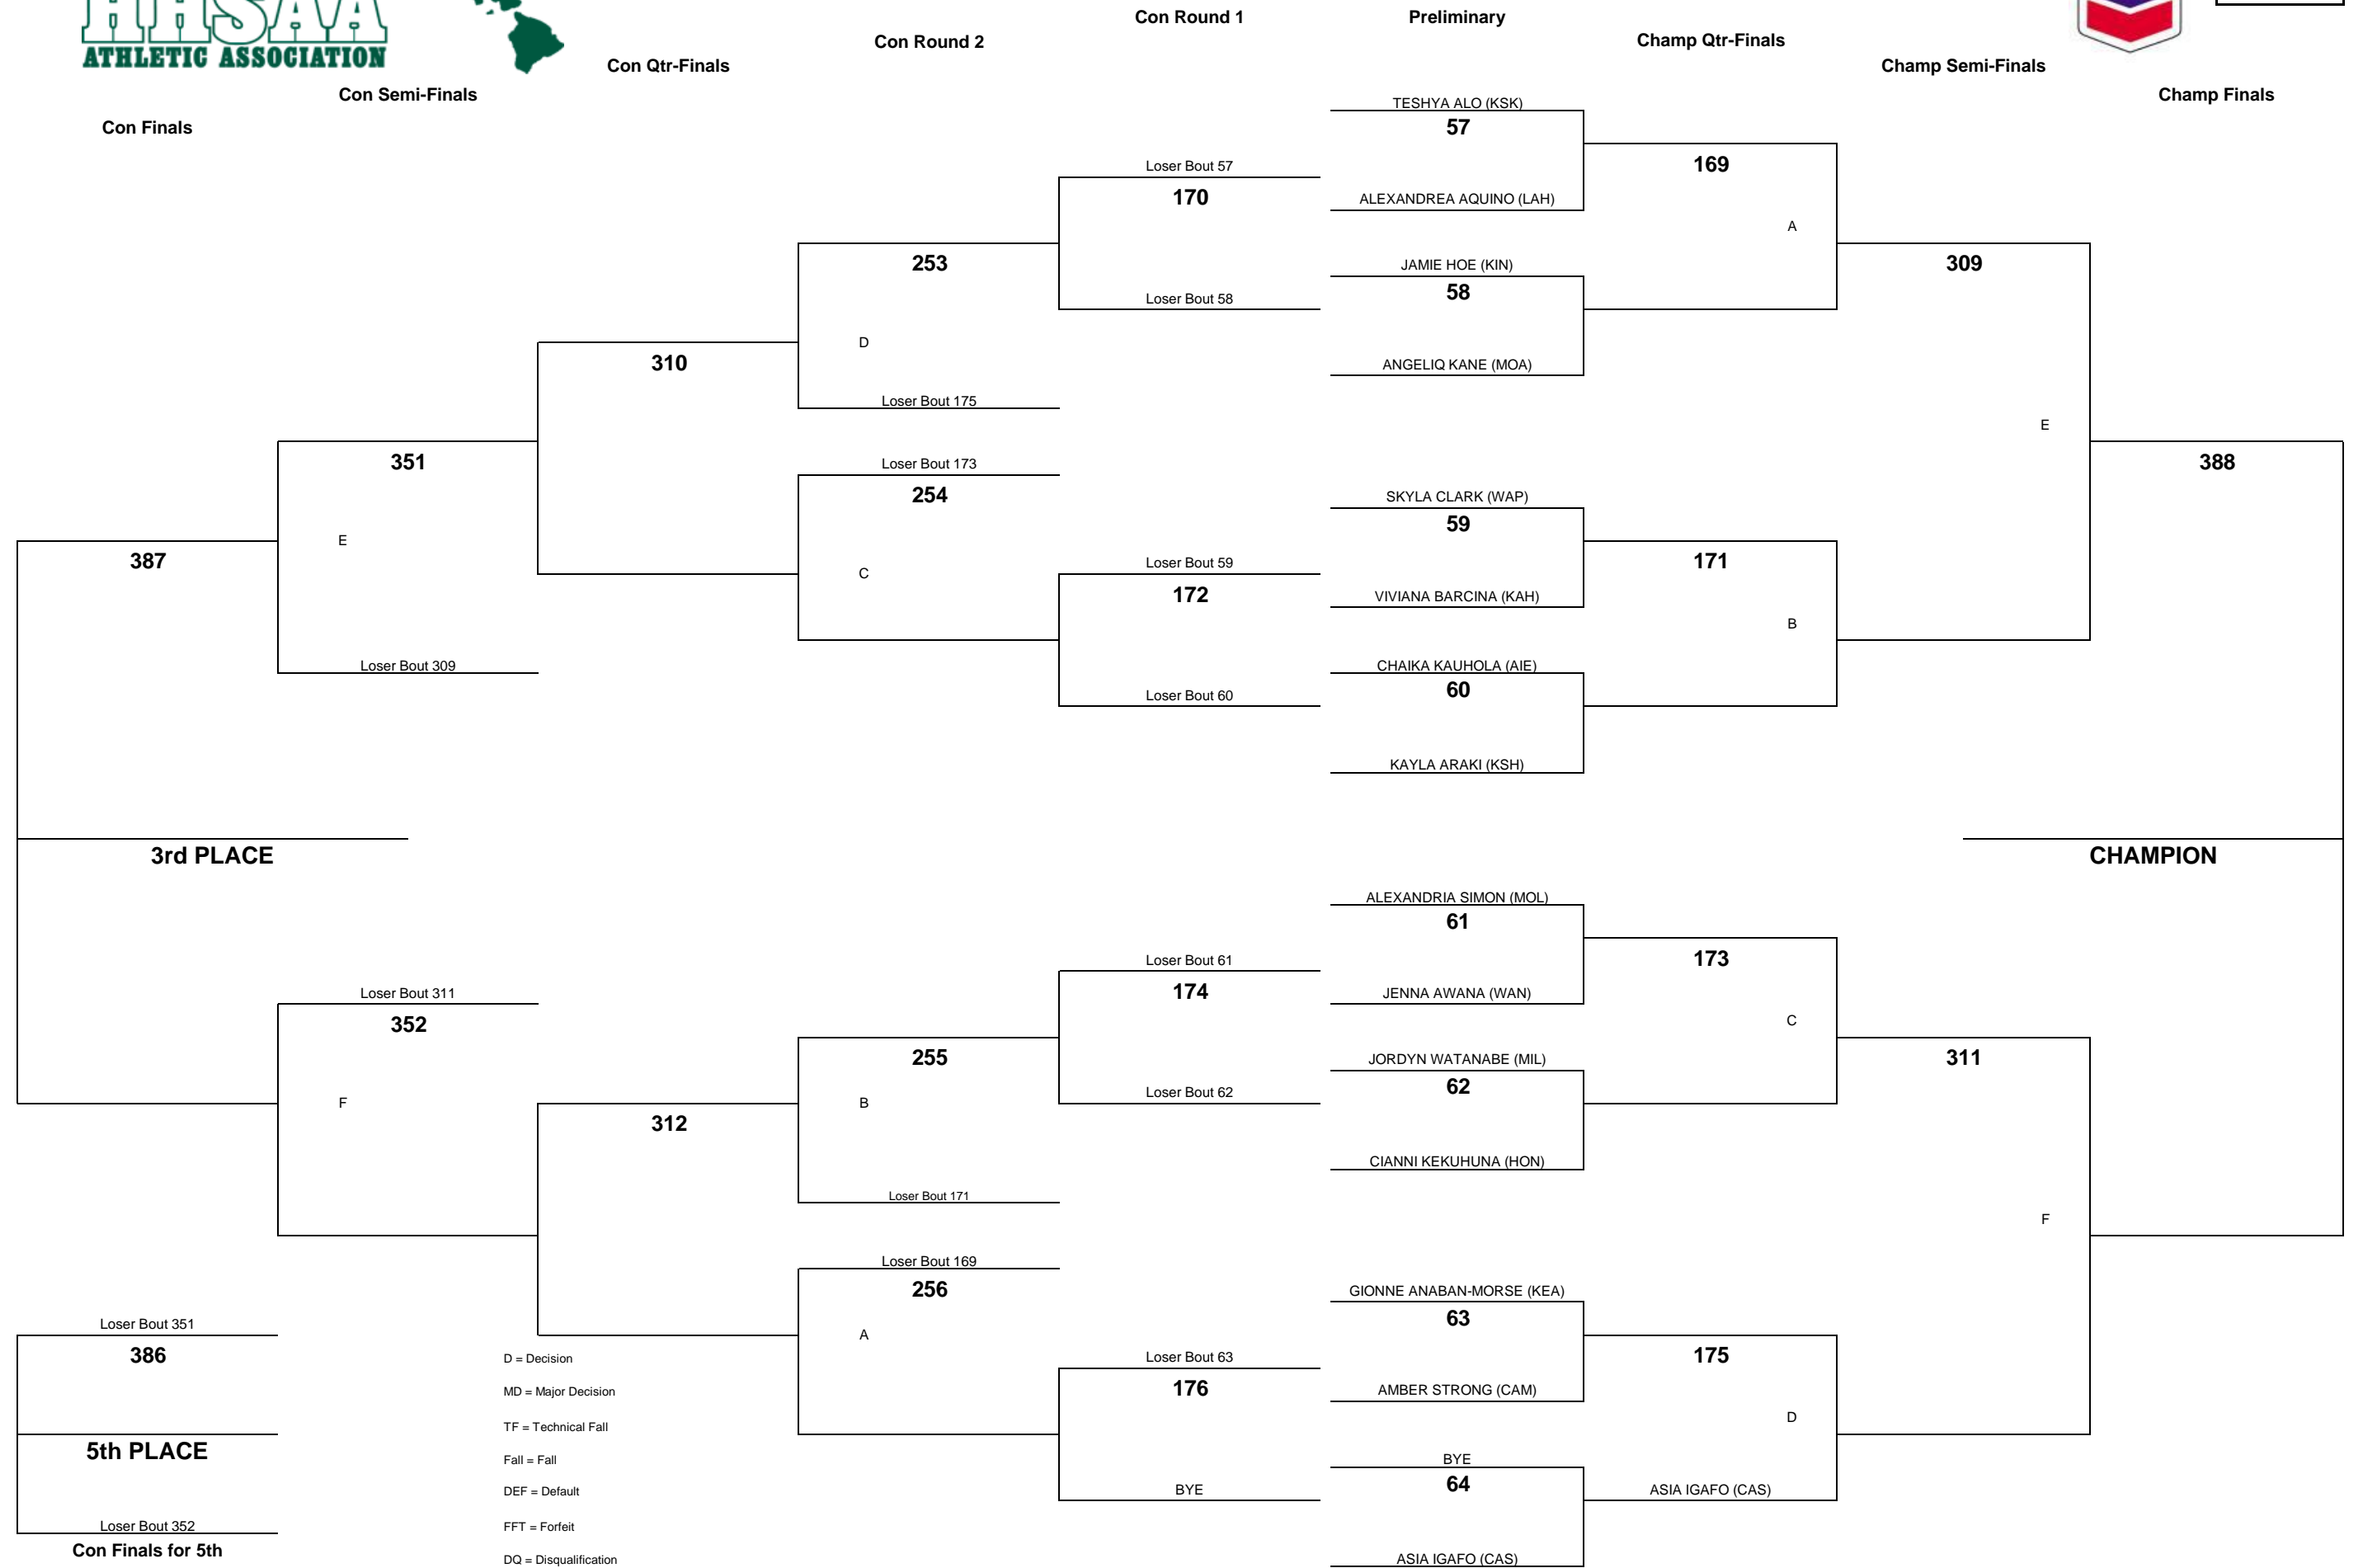 HHSAA
ATHLETIC ASSOCIATION
Con Round 1
Preliminary
Con Round 2
Champ Qtr-Finals
Con Qtr-Finals
Champ Semi-Finals
Con Semi-Finals
Champ Finals
Con Finals
TESHYA ALO (KSK)
57
Loser Bout 57
169
170
ALEXANDREA AQUINO (LAH)
A
253
JAMIE HOE (KIN)
309
58
Loser Bout 58
D
310
ANGELIQ KANE (MOA)
Loser Bout 175
E
351
Loser Bout 173
388
254
SKYLA CLARK (WAP)
59
E
387
Loser Bout 59
171
C
172
VIVIANA BARCINA (KAH)
B
Loser Bout 309
CHAIKA KAUHOLA (AIE)
60
Loser Bout 60
KAYLA ARAKI (KSH)
3rd PLACE
CHAMPION
ALEXANDRIA SIMON (MOL)
61
Loser Bout 61
173
Loser Bout 311
174
JENNA AWANA (WAN)
352
C
255
JORDYN WATANABE (MIL)
311
62
Loser Bout 62
F
B
312
CIANNI KEKUHUNA (HON)
Loser Bout 171
F
Loser Bout 169
256
GIONNE ANABAN-MORSE (KEA)
63
Loser Bout 351
A
386
D = Decision
Loser Bout 63
175
176
MD = Major Decision
AMBER STRONG (CAM)
D
TF = Technical Fall
5th PLACE
Fall = Fall
BYE
64
DEF = Default
BYE
ASIA IGAFO (CAS)
Loser Bout 352
FFT = Forfeit
Con Finals for 5th
DQ = Disqualification
ASIA IGAFO (CAS)